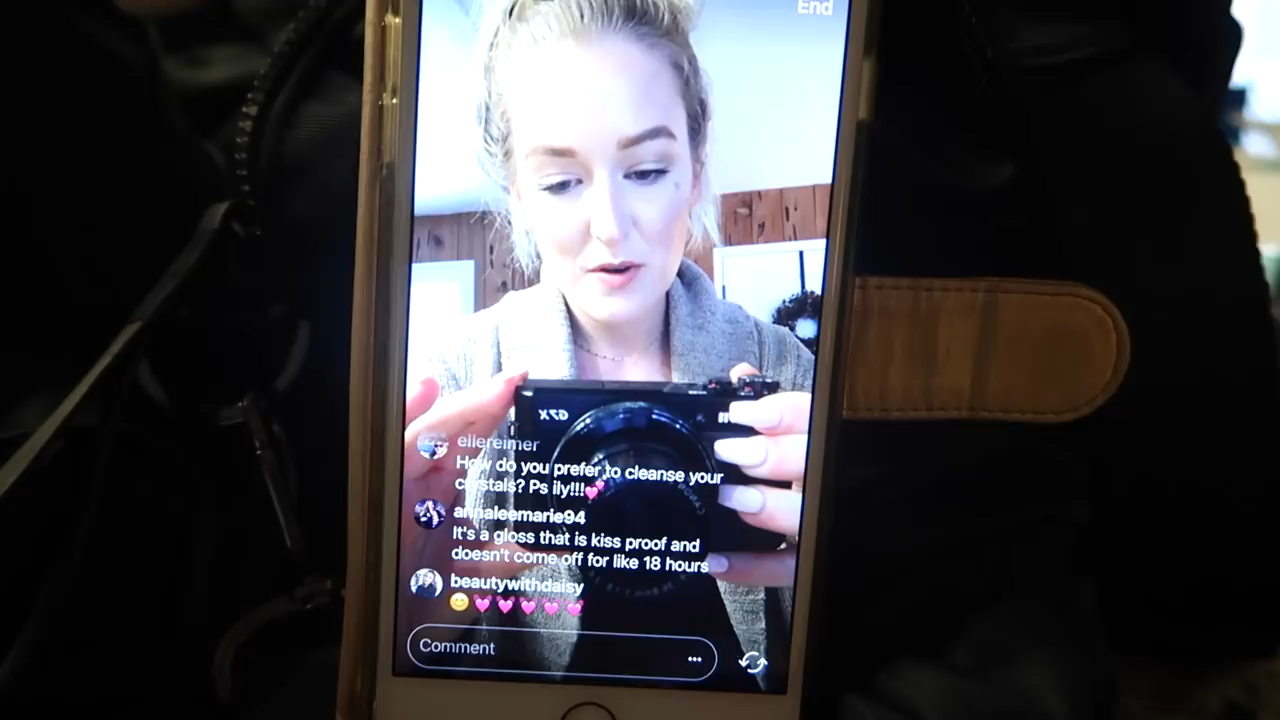 End
G7X
ellereimer
How do you prefer to cleanse your
crystals? Ps ily!!!💕
annaleemarie94
It's a gloss that is kiss proof and
doesn't come off for like 18 hours
beautywithdaisy
😊💓💓💓💓💓
Comment